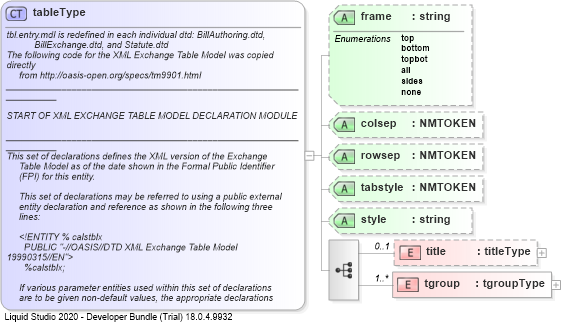 CT tableType
tbl.entry.mdl is redefined in each individual dtd: BillAuthoring.dtd,
BillExchange.dtd, and Statute.dtd
The following code for the XML Exchange Table Model was copied
directly
from http://oasis-open.org/specs/tm9901.html
START OF XML EXCHANGE TABLE MODEL DECLARATION MODULE
This set of declarations defines the XML version of the Exchange
Table Model as of the date shown in the Formal Public Identifier
(FPI) for this entity.
This set of declarations may be referred to using a public external
entity declaration and reference as shown in the following three
lines:
<!ENTITY % calstblx
PUBLIC "-//OASIS//DTD XML Exchange Table Model
19990315//EN">
%calstblx;
If various parameter entities used within this set of declarations
are to be given non-default values, the appropriate declarations
A frame : string
Enumerations top
bottom
topbot
all
sides
none
A colsep : NMTOKEN
A rowsep : NMTOKEN
A tabstyle : NMTOKEN
A style : string
0..1 E title : titleType
1..* E tgroup : tgroupType
Liquid Studio 2020 - Developer Bundle (Trial) 18.0.4.9932